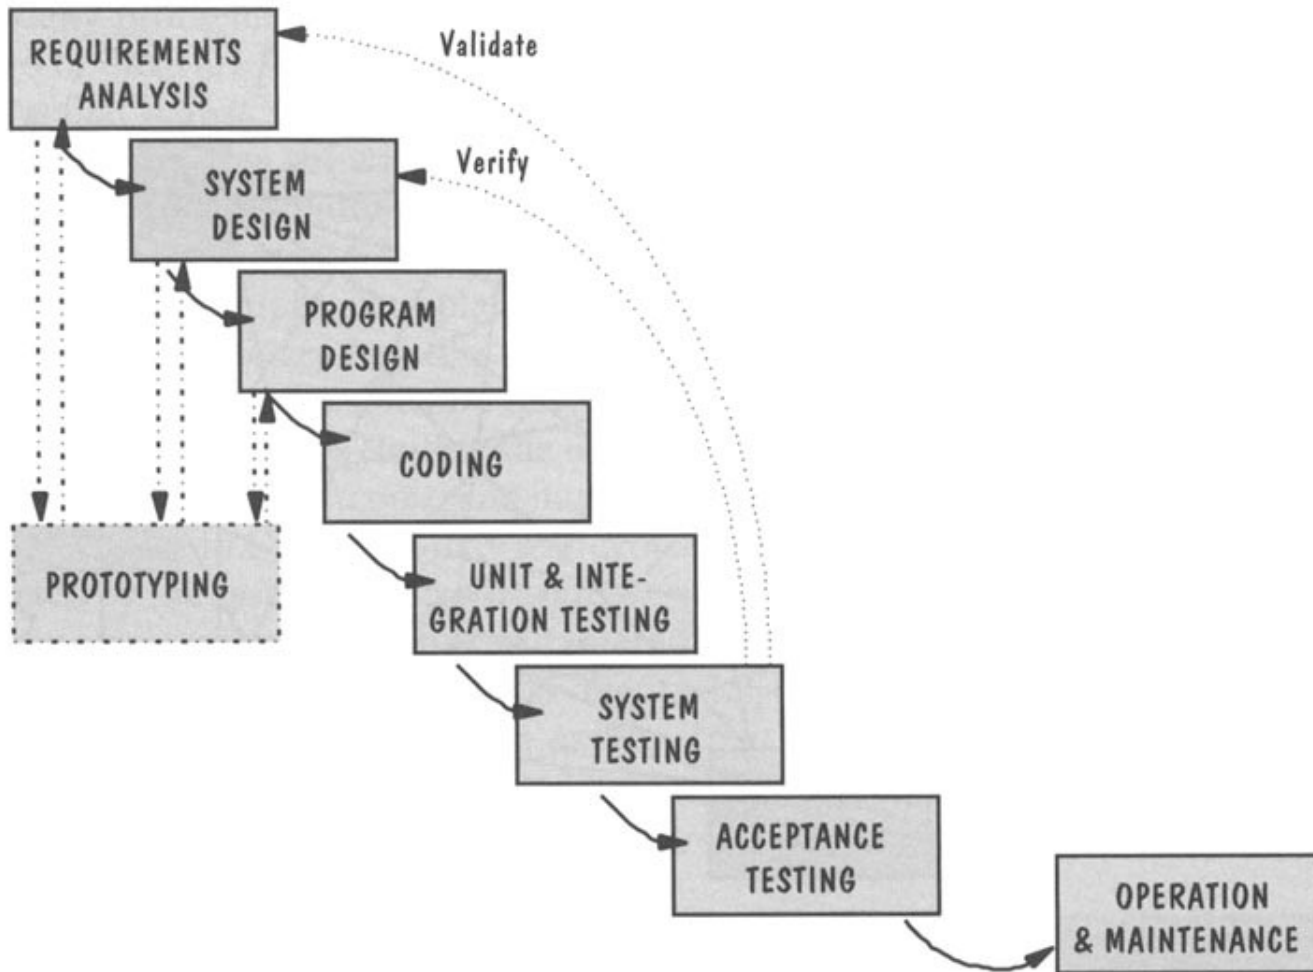 REQUIREMENTS
ANALYSIS
Validate
SYSTEM
DESIGN
Verify
PROGRAM
DESIGN
CODING
PROTOTYPING
UNIT & INTE-
GRATION TESTING
SYSTEM
TESTING
ACCEPTANCE
TESTING
OPERATION
& MAINTENANCE